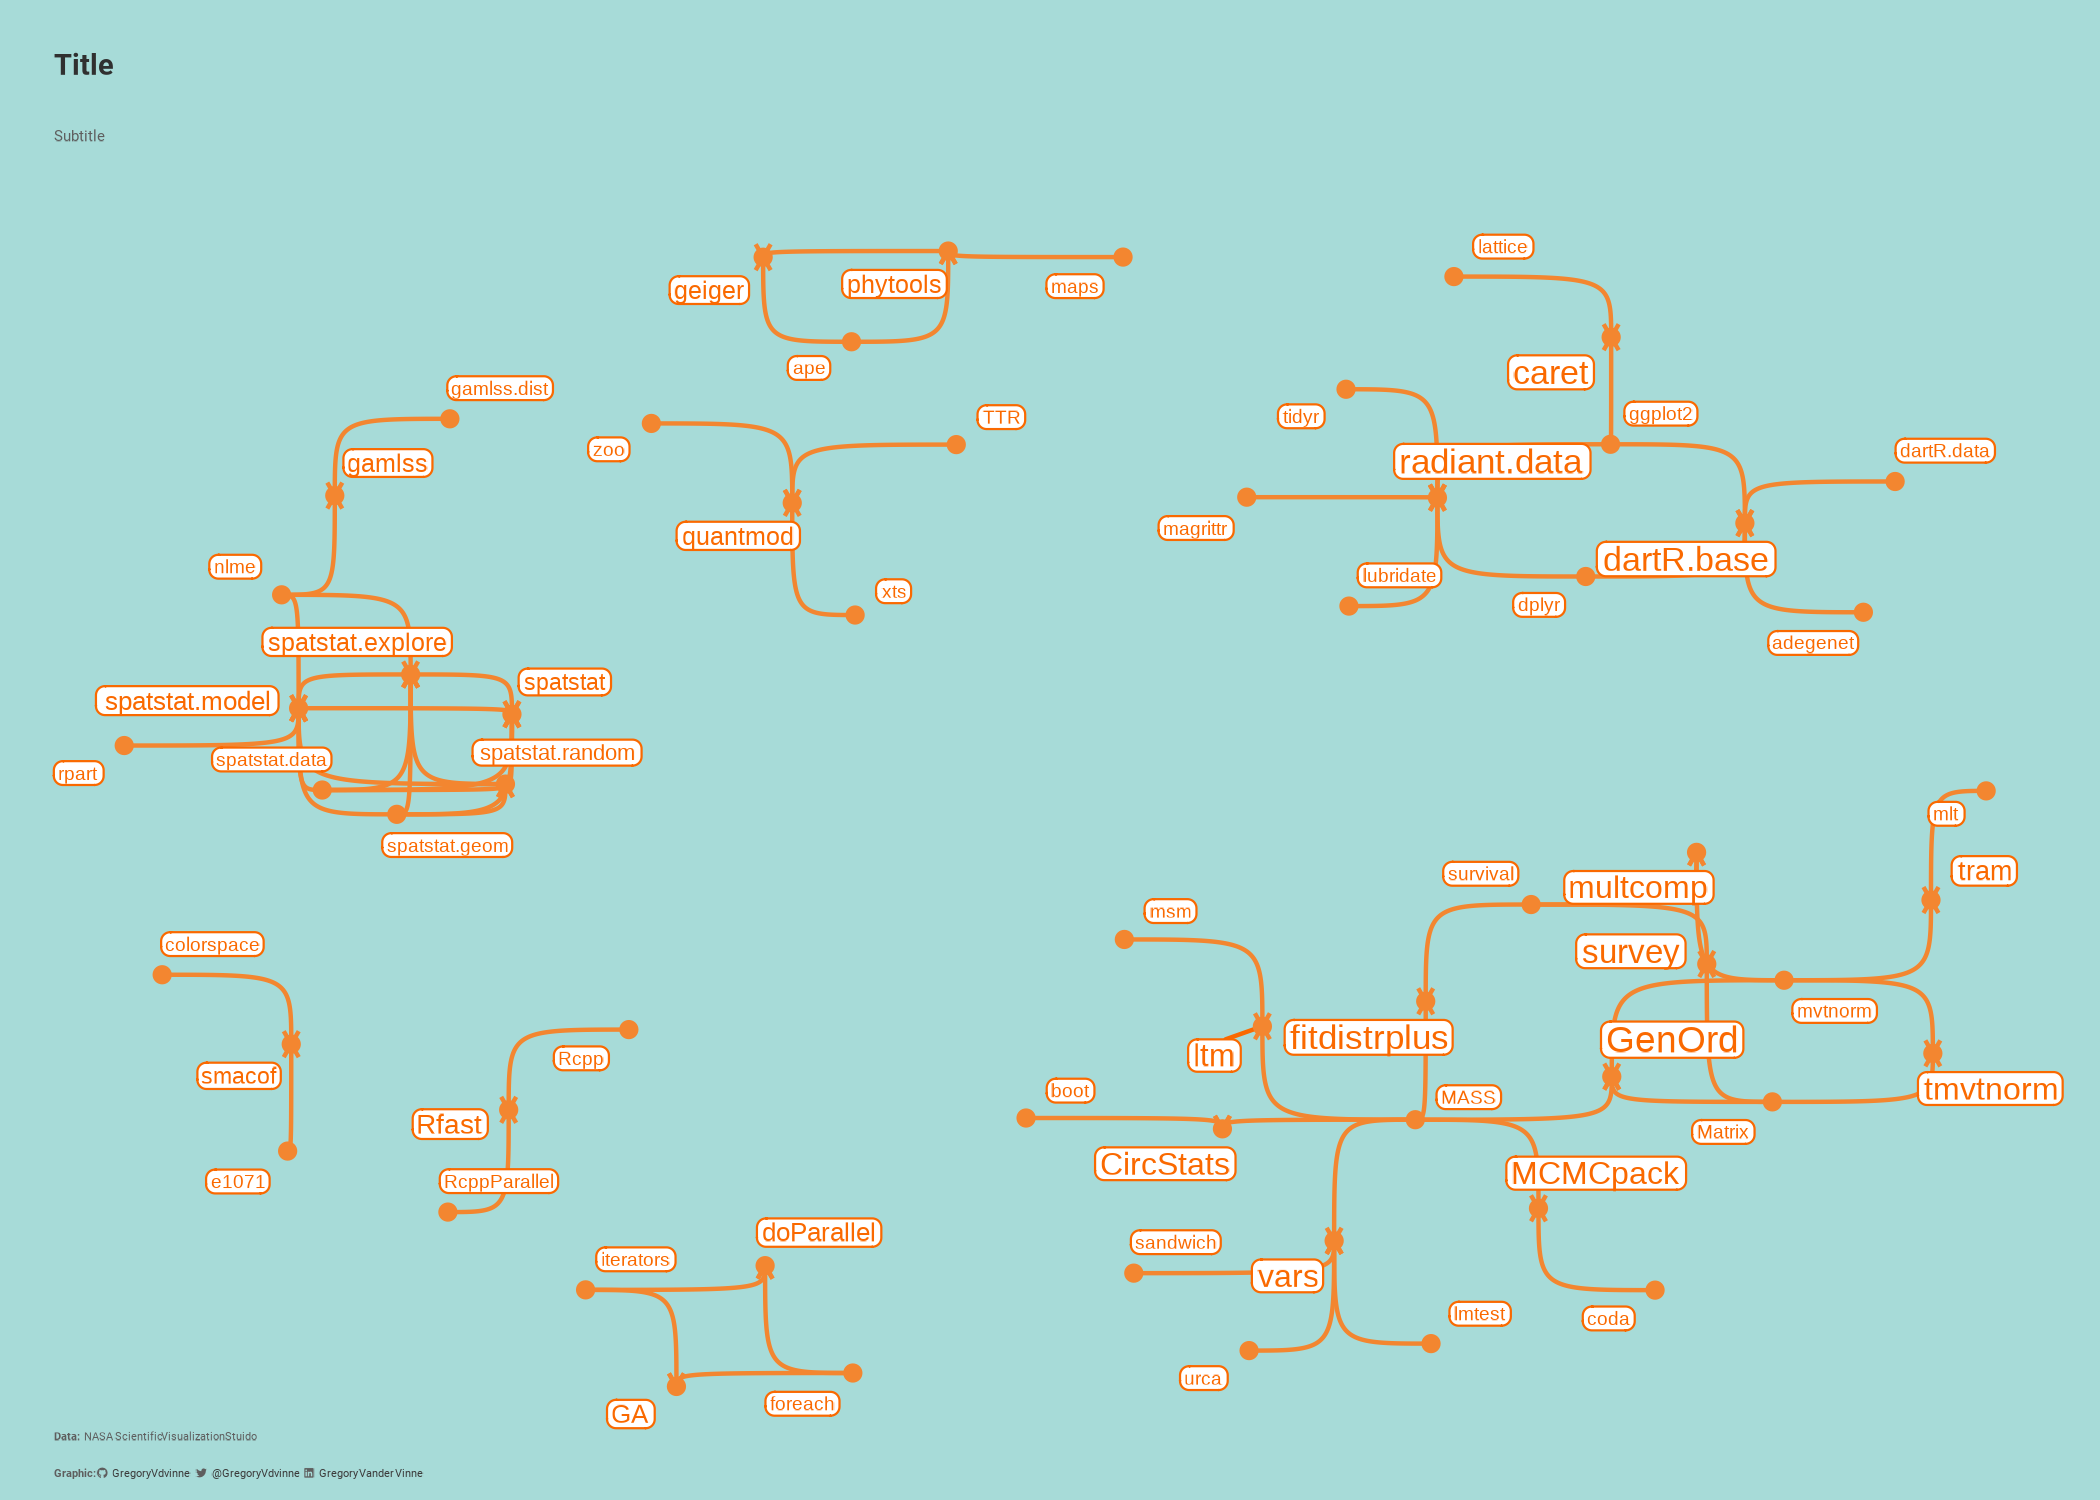 Title
Subtitle
lattice
geiger
phytools
maps
ape
caret
gamlss.dist
TTR
tidyr
ggplot2
zoo
gamlss
radiant.data
dartR.data
quantmod
magrittr
nlme
xts
lubridate
dplyr
dartR.base
spatstat.explore
adegenet
spatstat
spatstat.model
spatstat.random
rpart
spatstat.data
spatstat.geom
mlt
survival
multcomp
tram
msm
colorspace
survey
mvtnorm
Rcpp
ltm
fitdistrplus
GenOrd
smacof
boot
MASS
tmvtnorm
Rfast
Matrix
CircStats
e1071
RcppParallel
MCMCpack
doParallel
iterators
sandwich
vars
lmtest
coda
urca
GA
foreach
Data: NASA ScientificVisualizationStuido
Graphic: GregoryVdvinne @GregoryVdvinne GregoryVanderVinne